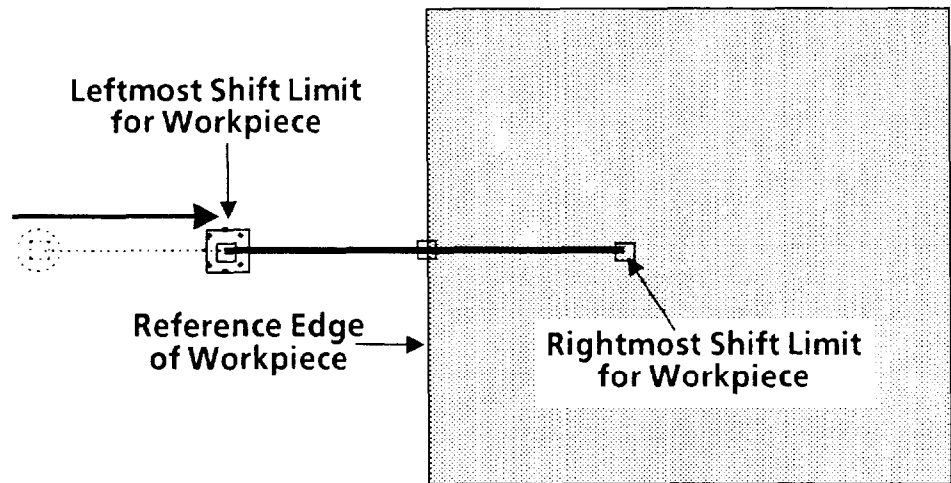 Leftmost Shift Limit
for Workpiece
Reference Edge
of Workpiece
Rightmost Shift Limit
for Workpiece